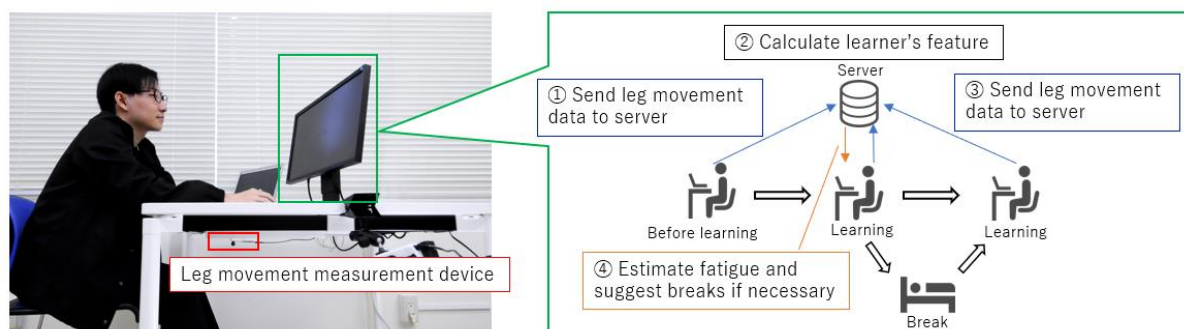 Leg movement measurement device
② Calculate learner's feature
Server
① Send leg movement
data to server
③ Send leg movement
data to server
Before learning
Learning
Learning
④ Estimate fatigue and
suggest breaks if necessary
Break